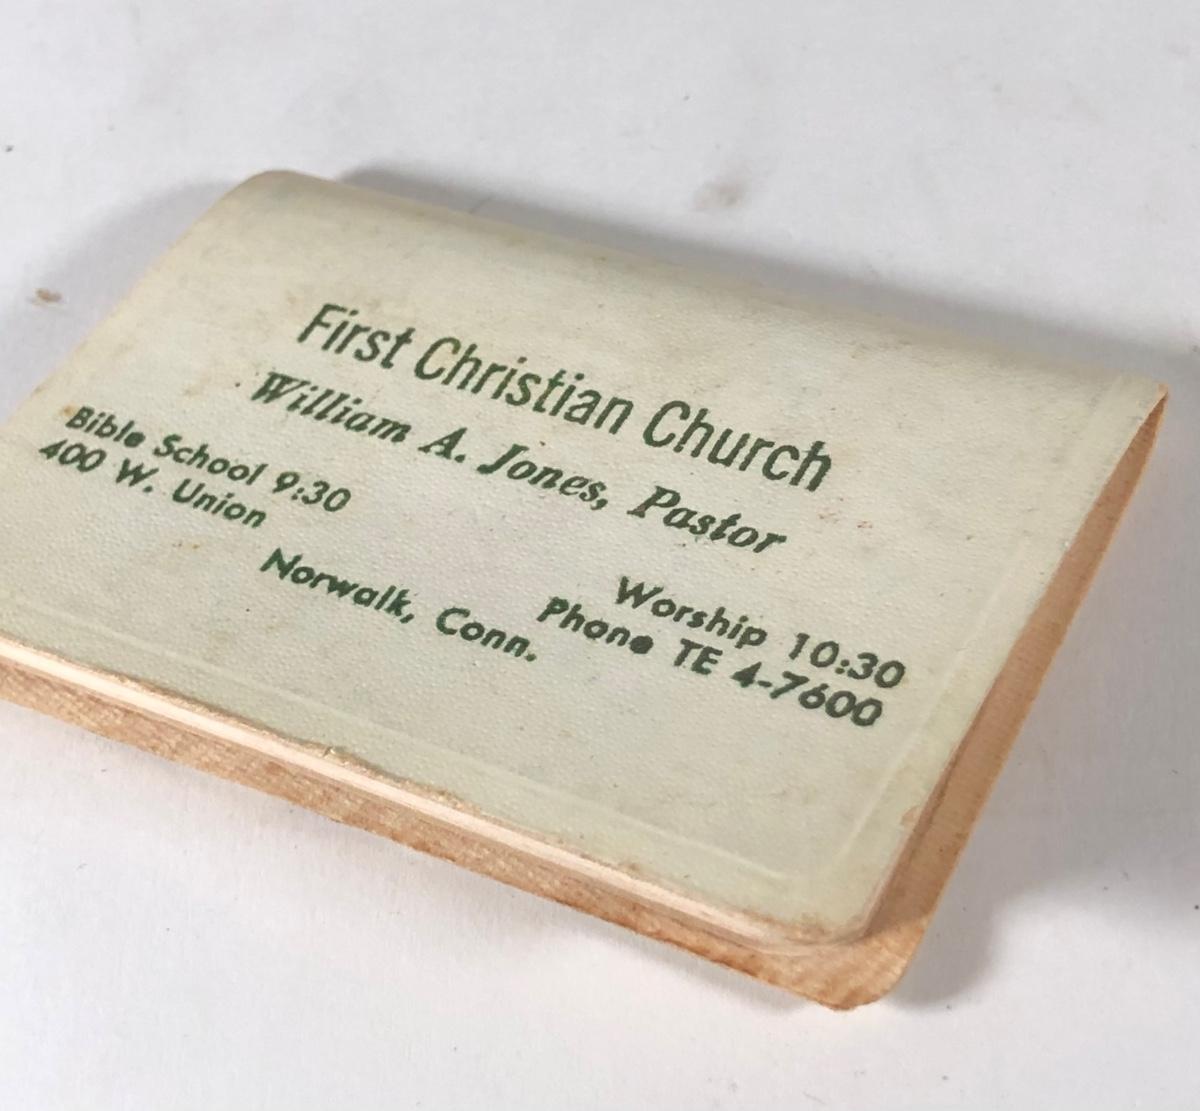 First Christian Church
William A. Jones, Pastor
Bible School 9:30 Worship 10:30
400 W. Union Phone TE 4-7600
Norwalk, Conn.